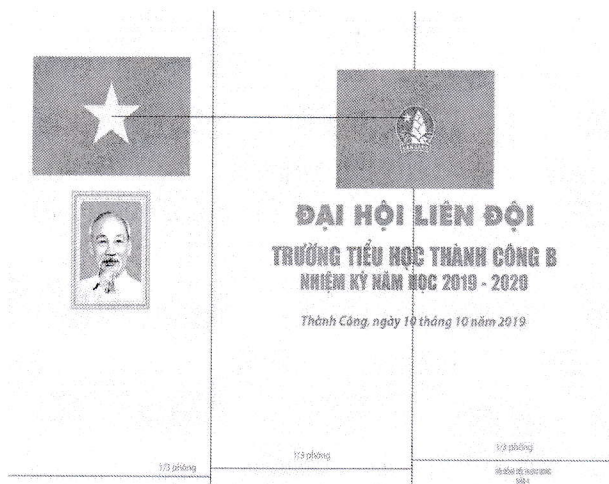 ĐẠI HỘI LIÊN ĐỘI
TRƯỜNG TIỂU HỌC THÀNH CÔNG B
NHIỆM KỲ NĂM HỌC 2019 - 2020
Thành Công, ngày 10 tháng 10 năm 2019
1/3 phông
1/3 phông
1/3 phông